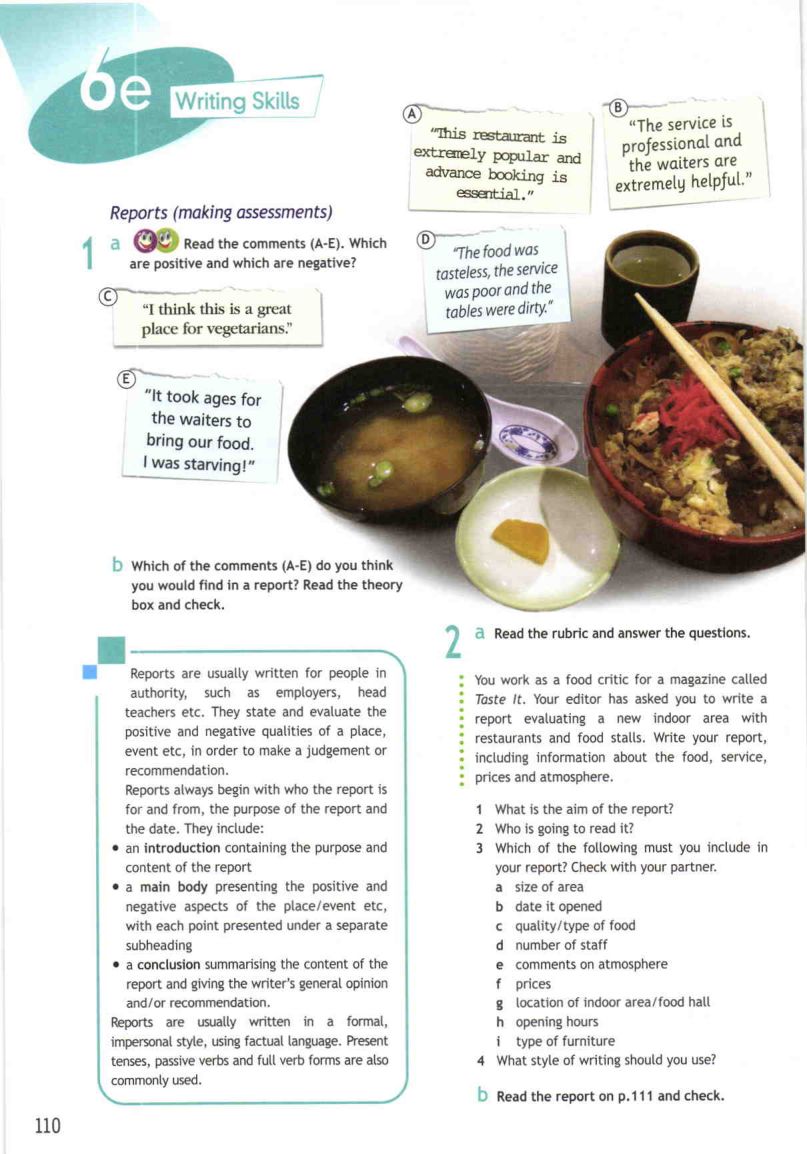 6e
Writing Skills
A
"This restaurant is
extremely popular and
advance booking is
essential."
B
"The service is
professional and
the waiters are
extremely helpful."
Reports (making assessments)
1 a Read the comments (A-E). Which
are positive and which are negative?
D
"The food was
tasteless, the service
was poor and the
tables were dirty."
C
"I think this is a great
place for vegetarians."
E
"It took ages for
the waiters to
bring our food.
I was starving!"
b Which of the comments (A-E) do you think
you would find in a report? Read the theory
box and check.
Reports are usually written for people in
authority, such as employers, head
teachers etc. They state and evaluate the
positive and negative qualities of a place,
event etc, in order to make a judgement or
recommendation.
Reports always begin with who the report is
for and from, the purpose of the report and
the date. They include:
• an introduction containing the purpose and
content of the report
• a main body presenting the positive and
negative aspects of the place/event etc,
with each point presented under a separate
subheading
• a conclusion summarising the content of the
report and giving the writer's general opinion
and/or recommendation.
Reports are usually written in a formal,
impersonal style, using factual language. Present
tenses, passive verbs and full verb forms are also
commonly used.
2 a Read the rubric and answer the questions.
You work as a food critic for a magazine called
Taste It. Your editor has asked you to write a
report evaluating a new indoor area with
restaurants and food stalls. Write your report,
including information about the food, service,
prices and atmosphere.
1 What is the aim of the report?
2 Who is going to read it?
3 Which of the following must you include in
your report? Check with your partner.
a size of area
b date it opened
c quality/type of food
d number of staff
e comments on atmosphere
f prices
g location of indoor area/food hall
h opening hours
i type of furniture
4 What style of writing should you use?
b Read the report on p.111 and check.
110